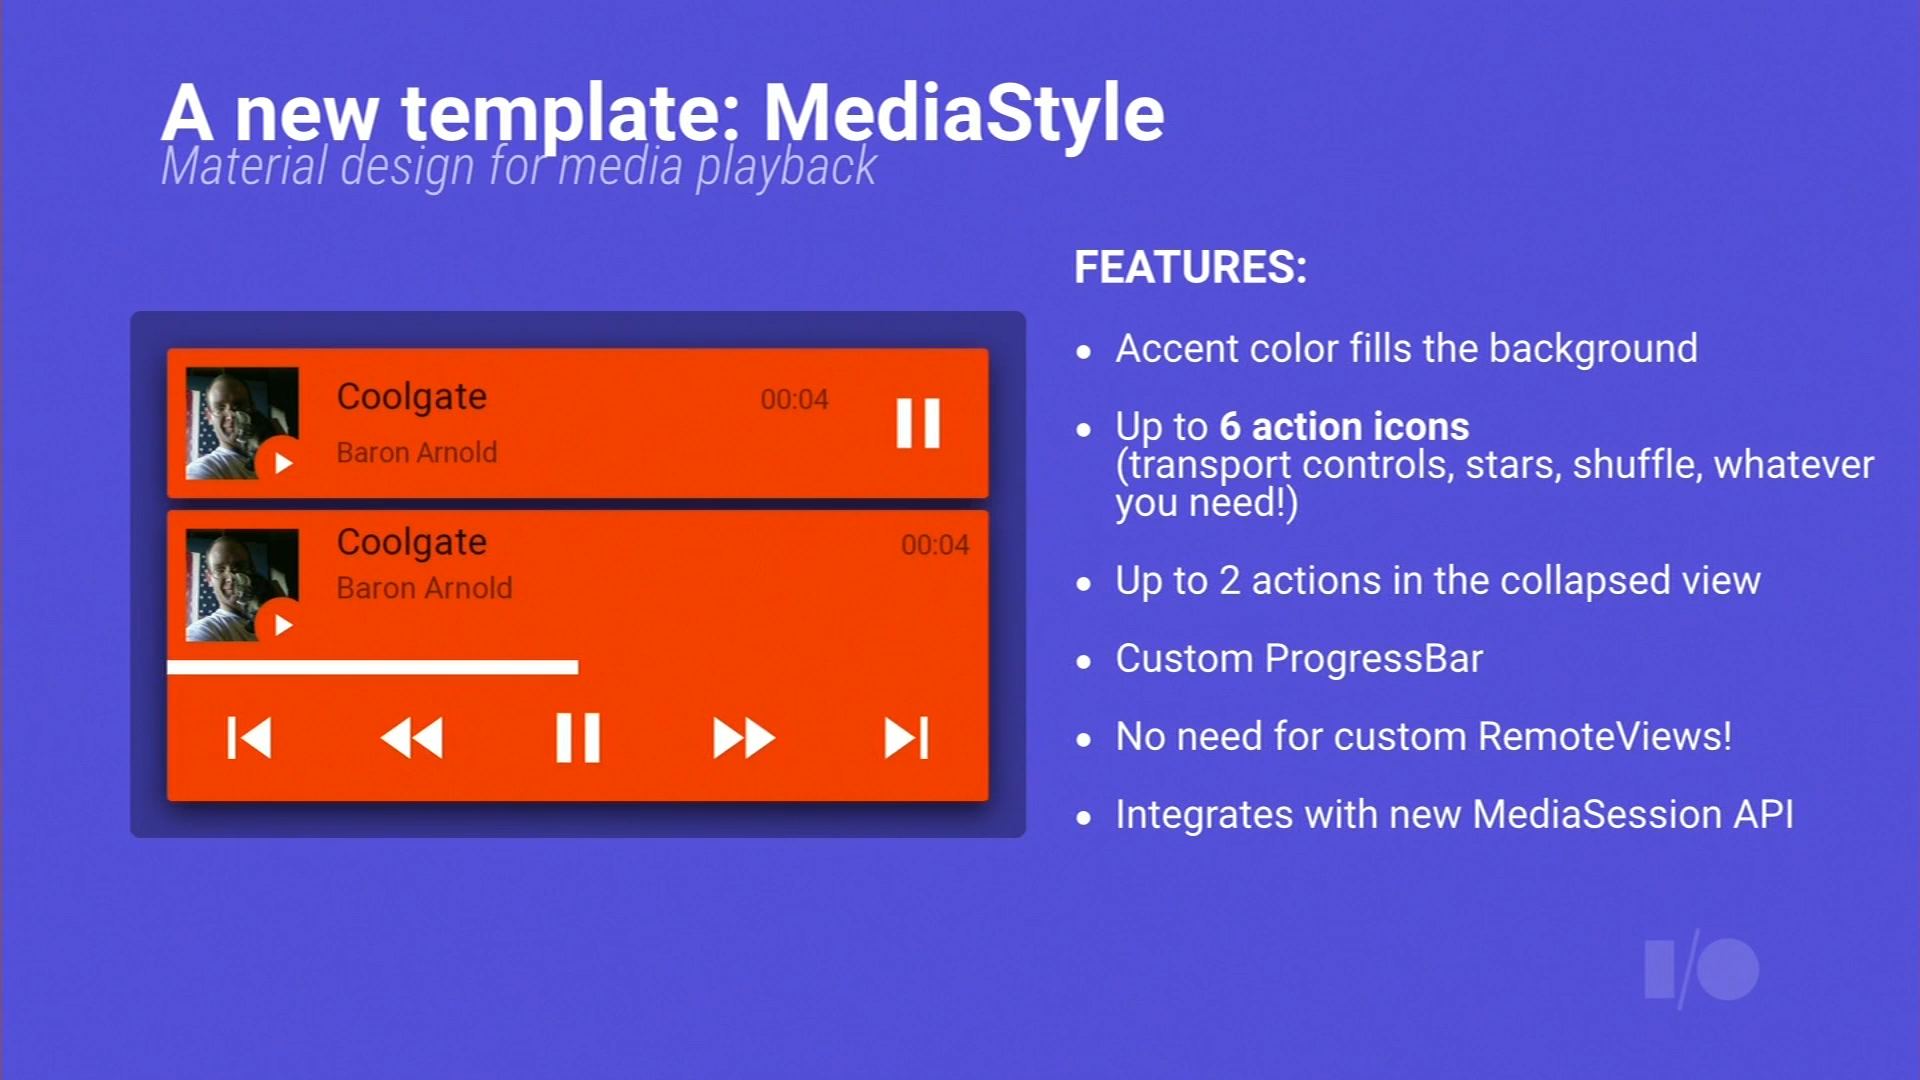 A new template: MediaStyle
Material design for media playback
FEATURES:
Coolgate
00:04
Baron Arnold
Coolgate
00:04
Baron Arnold
• Accent color fills the background
• Up to 6 action icons
(transport controls, stars, shuffle, whatever
you need!)
• Up to 2 actions in the collapsed view
• Custom ProgressBar
• No need for custom RemoteViews!
• Integrates with new MediaSession API
I/O